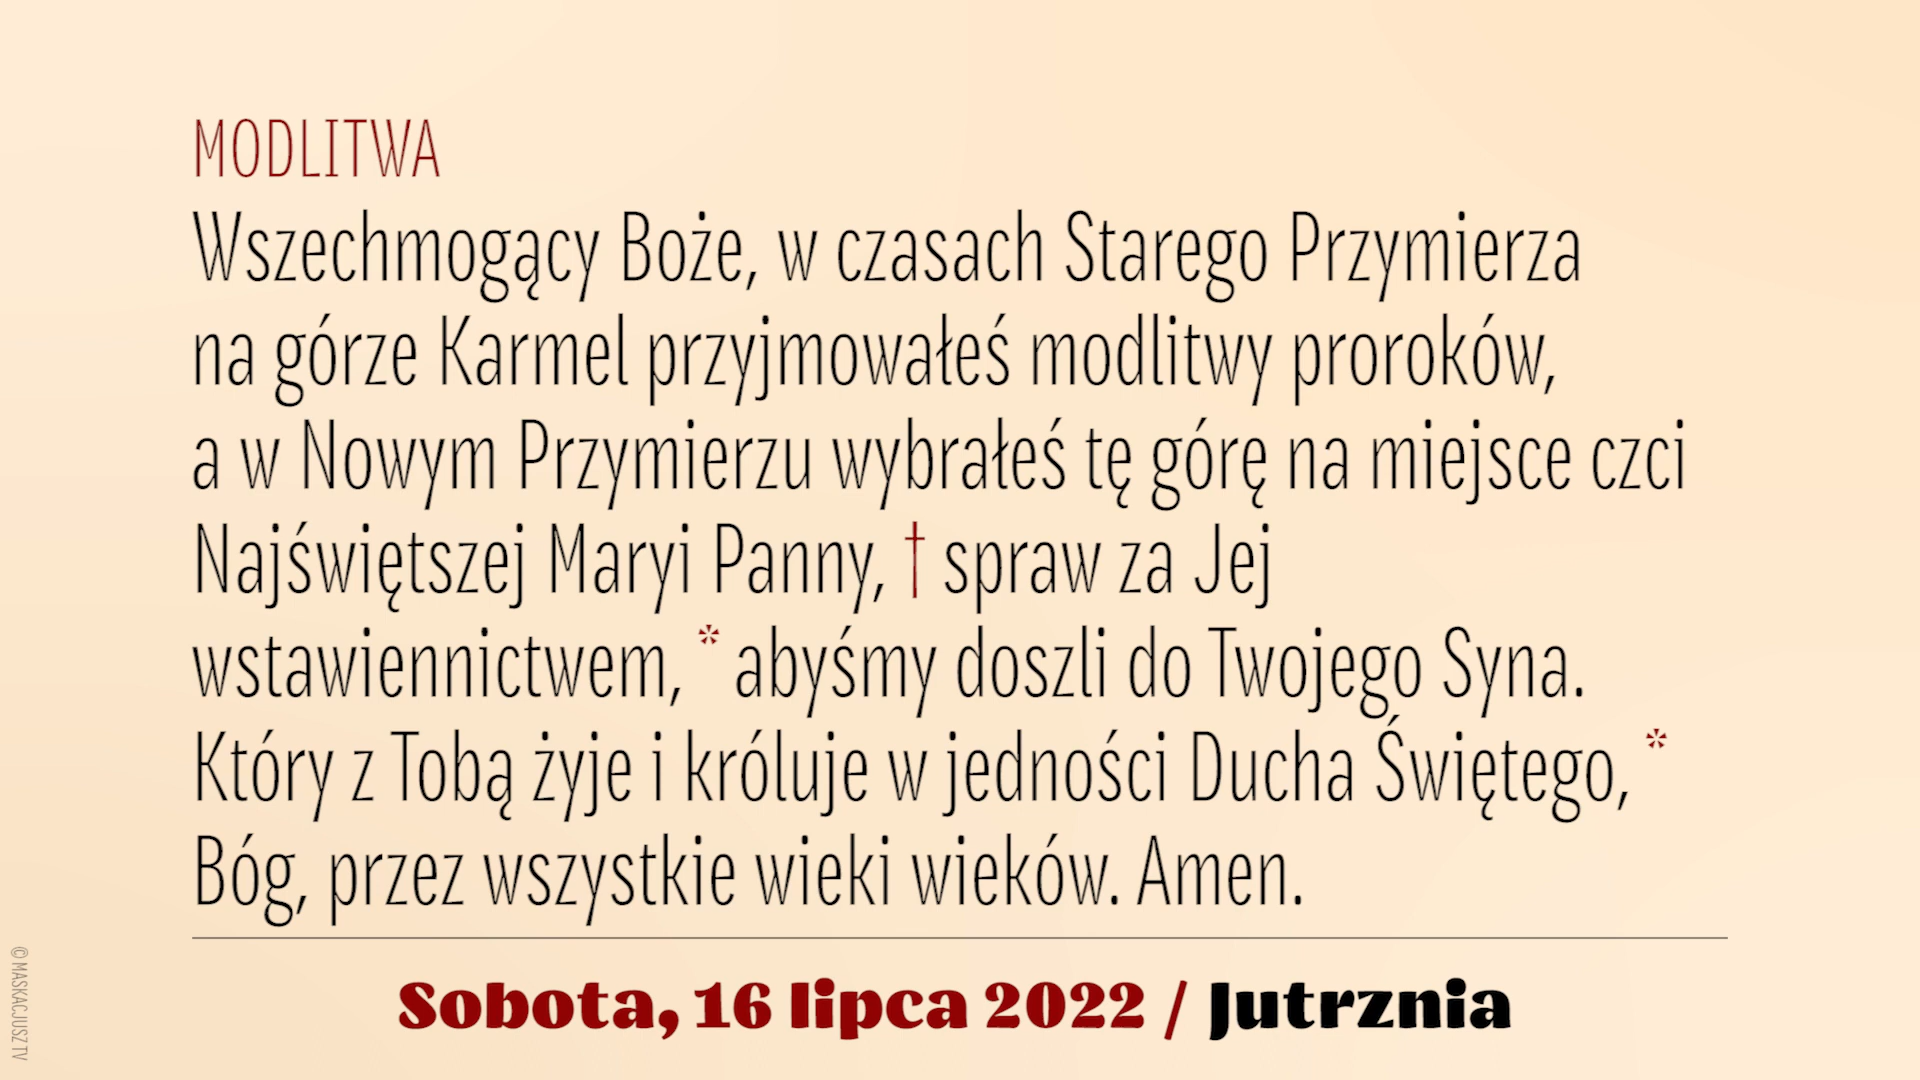 MODLITWA
Wszechmogący Boże, w czasach Starego Przymierza
na górze Karmel przyjmowałeś modlitwy proroków,
a w Nowym Przymierzu wybrałeś tę górę na miejsce czci
Najświętszej Maryi Panny, † spraw za Jej
wstawiennictwem, * abyśmy doszli do Twojego Syna.
Który z Tobą żyje i króluje w jedności Ducha Świętego, *
Bóg, przez wszystkie wieki wieków. Amen.
Sobota, 16 lipca 2022 / Jutrznia
© MASKACJUSZ TV